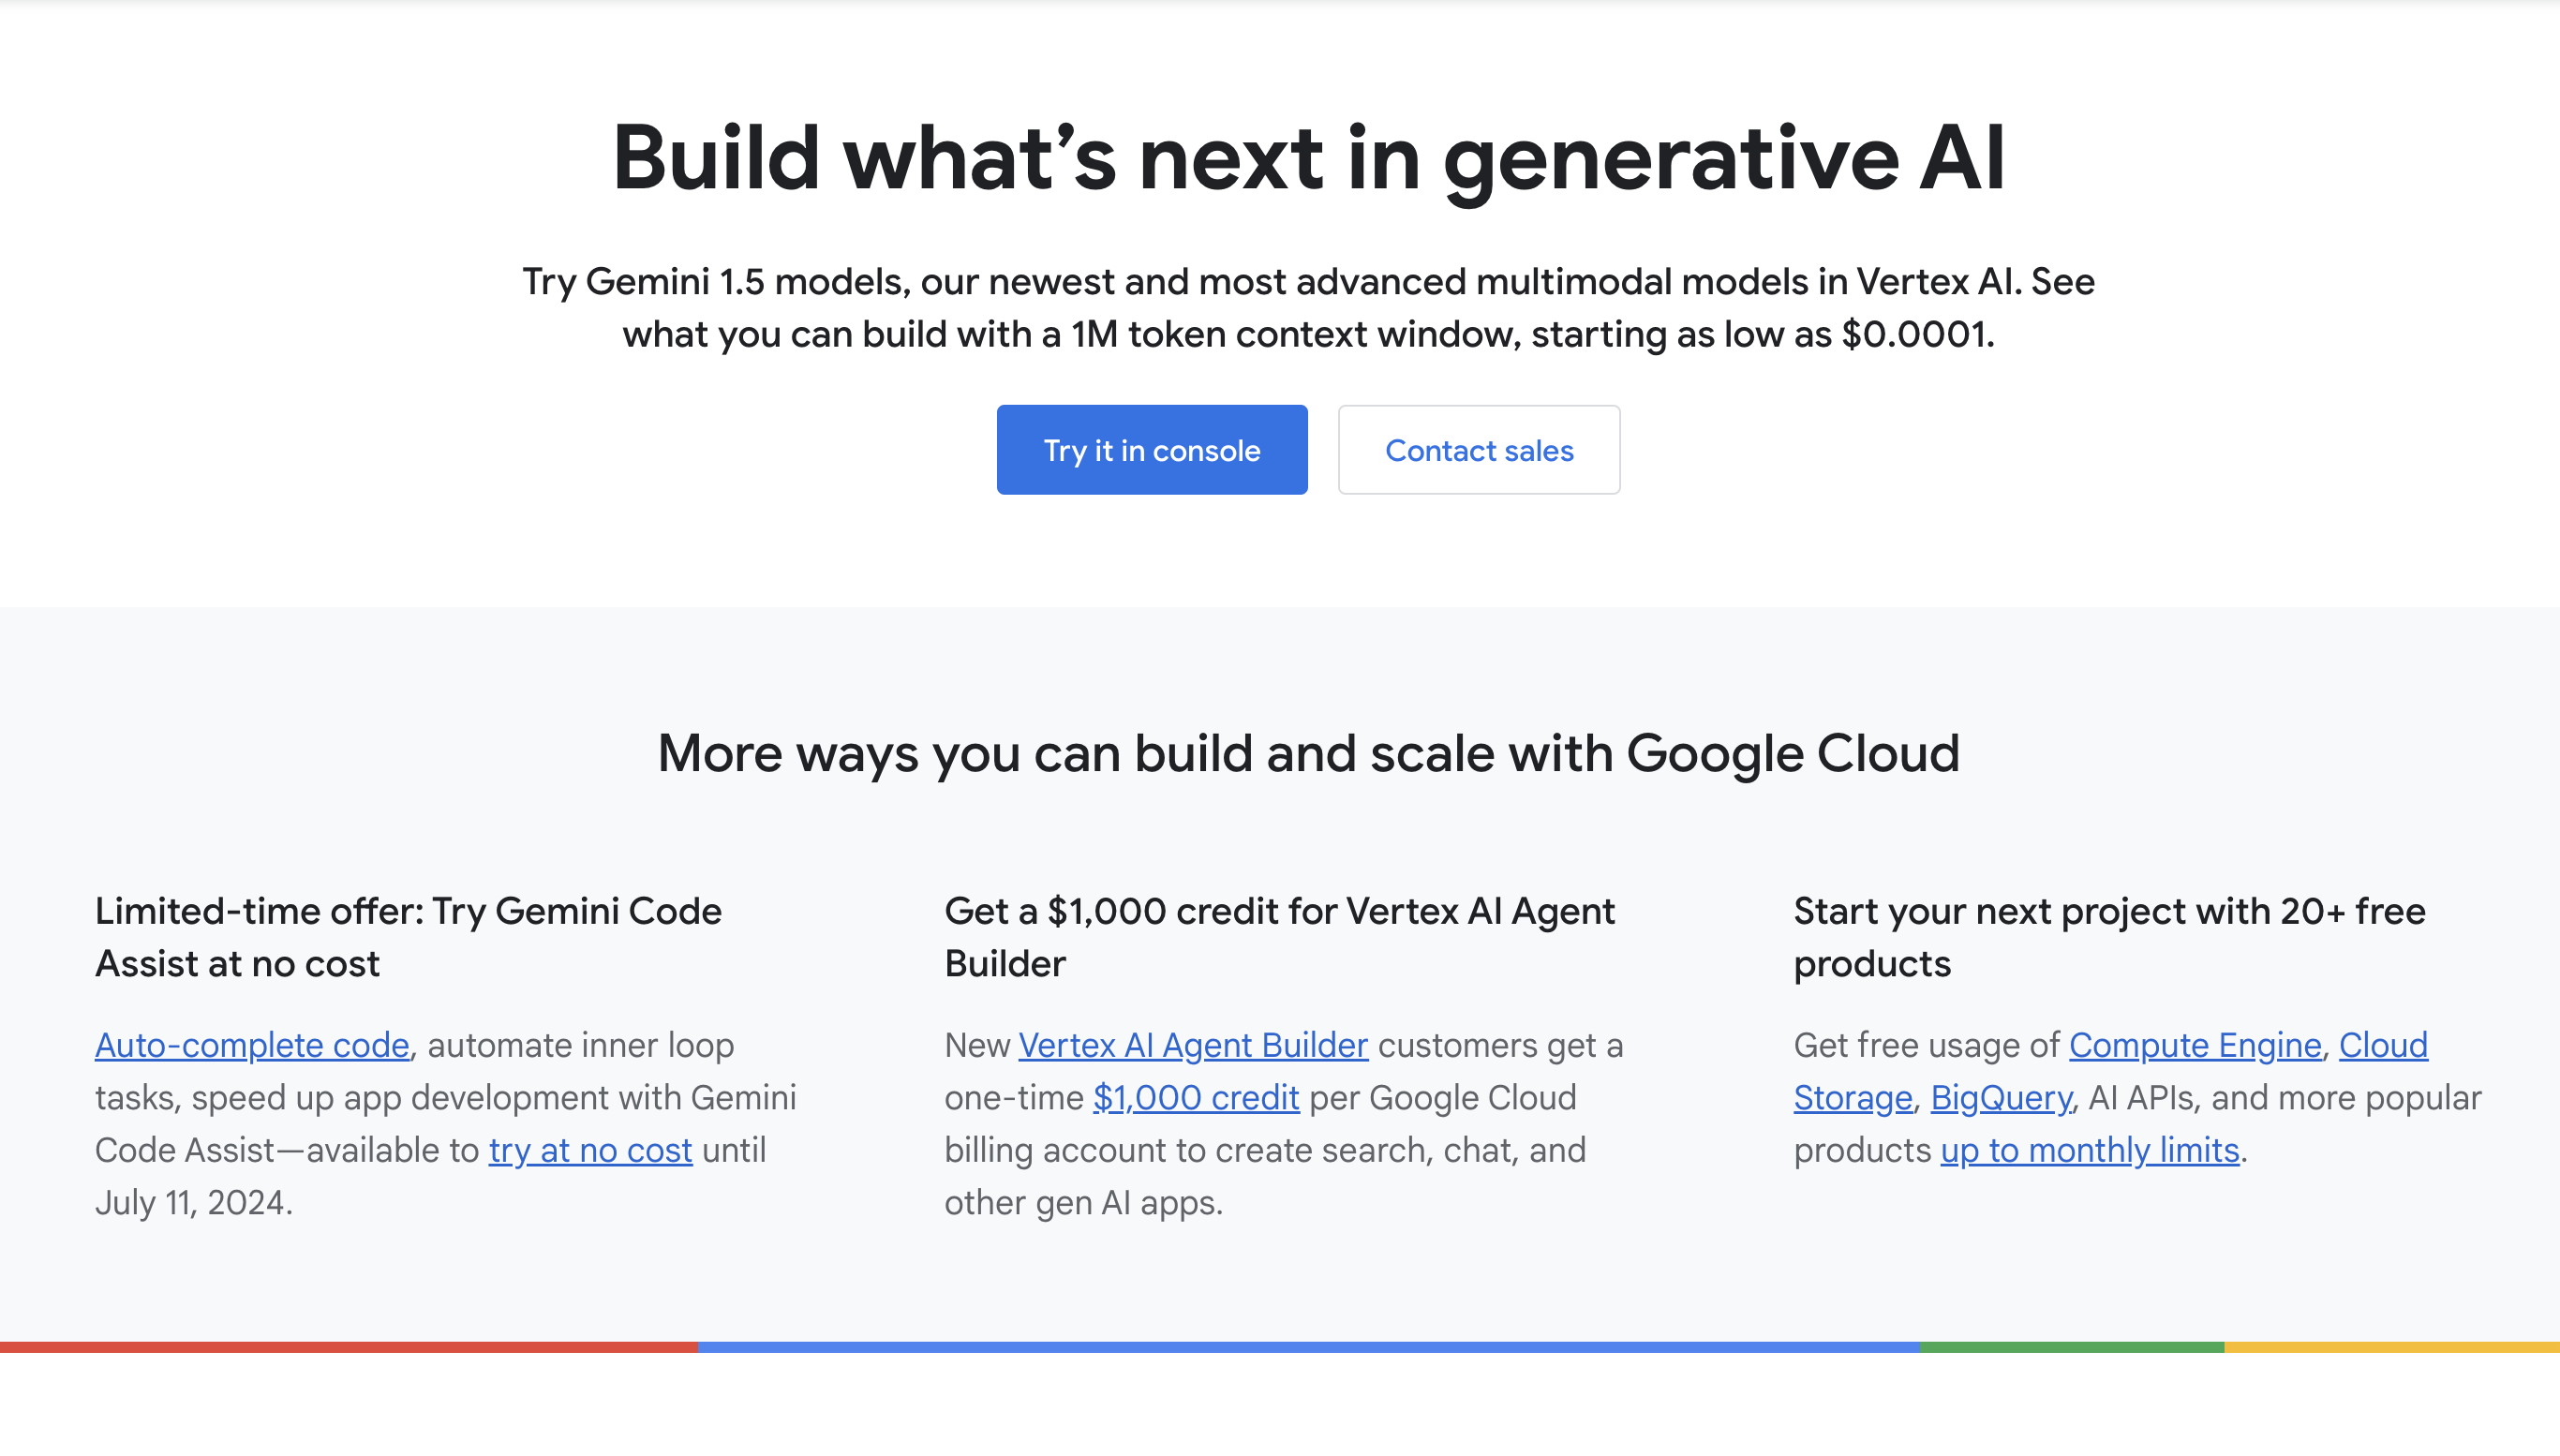 Build what’s next in generative AI
Try Gemini 1.5 models, our newest and most advanced multimodal models in Vertex AI. See
what you can build with a 1M token context window, starting as low as $0.0001.
Try it in console
Contact sales
More ways you can build and scale with Google Cloud
Limited-time offer: Try Gemini Code
Assist at no cost
Auto-complete code, automate inner loop
tasks, speed up app development with Gemini
Code Assist—available to try at no cost until
July 11, 2024.
Get a $1,000 credit for Vertex AI Agent
Builder
New Vertex AI Agent Builder customers get a
one-time $1,000 credit per Google Cloud
billing account to create search, chat, and
other gen AI apps.
Start your next project with 20+ free
products
Get free usage of Compute Engine, Cloud
Storage, BigQuery, AI APIs, and more popular
products up to monthly limits.